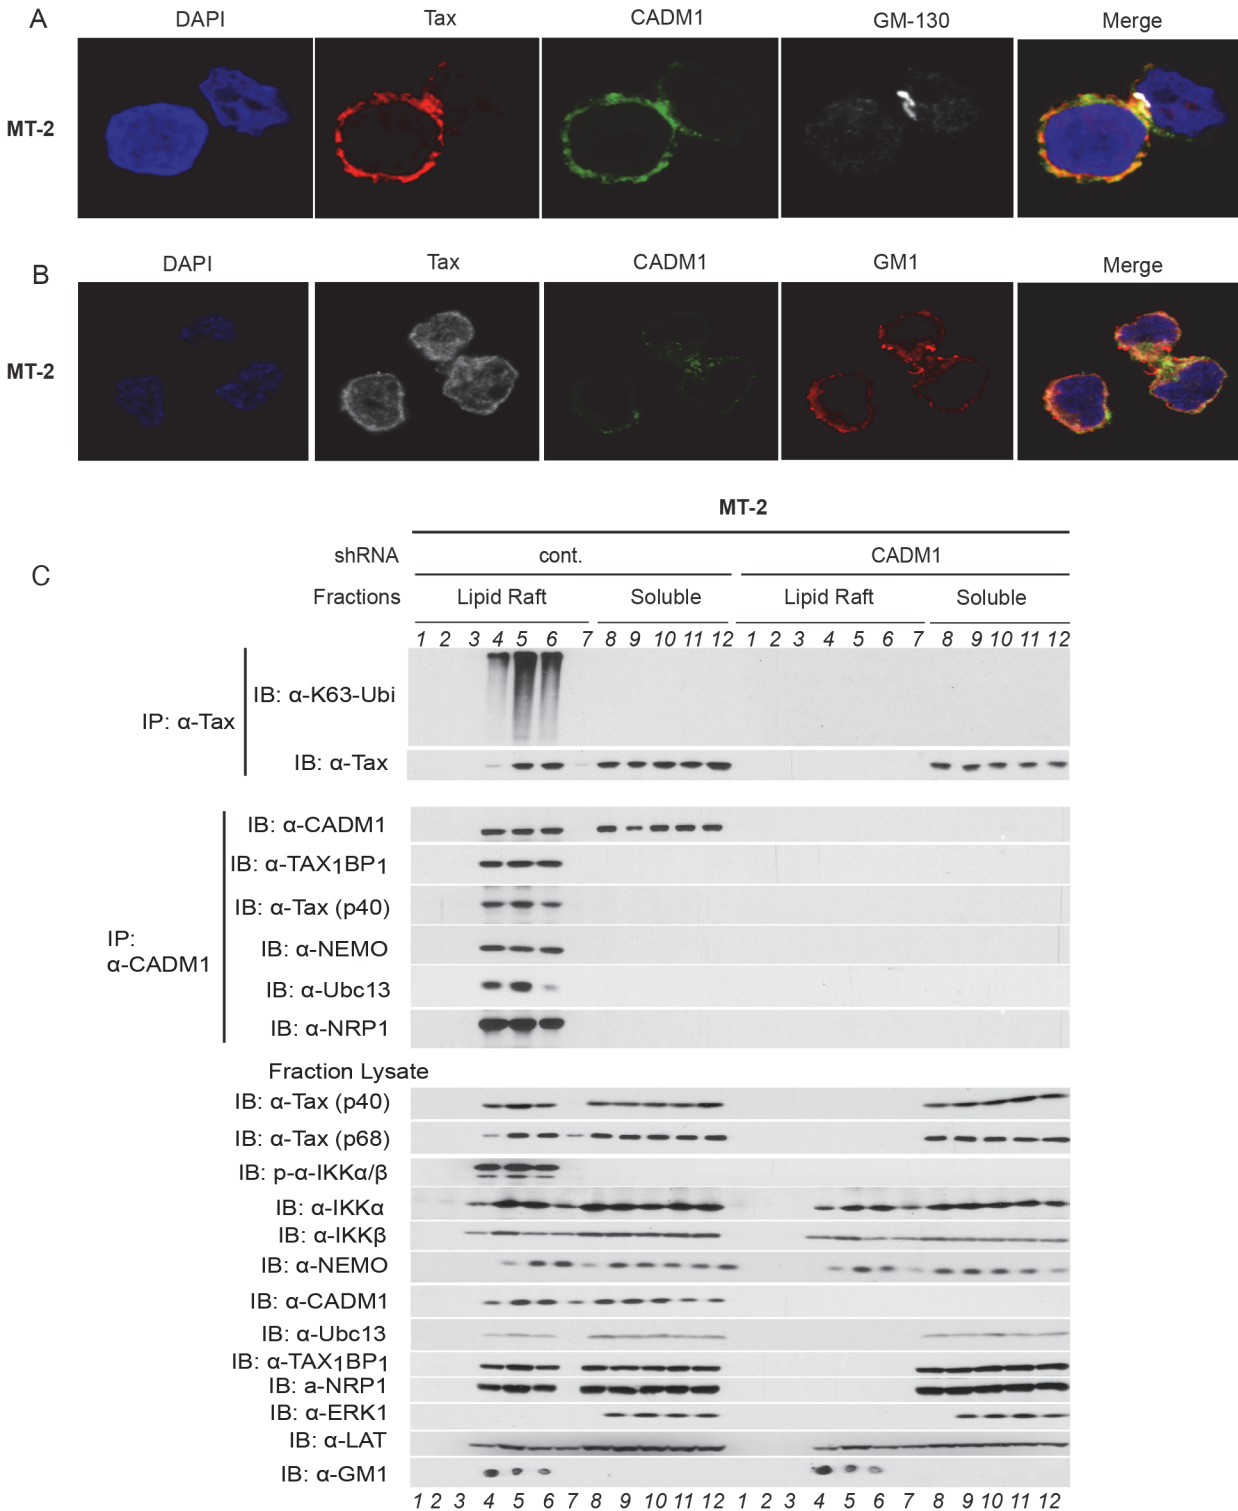 A
DAPI Tax CADM1 GM-130 Merge
MT-2
B
DAPI Tax CADM1 GM1 Merge
MT-2
C
MT-2
shRNA cont. CADM1
Fractions Lipid Raft Soluble Lipid Raft Soluble
1 2 3 4 5 6 7 8 9 10 11 12 1 2 3 4 5 6 7 8 9 10 11 12
IP: α-Tax
IB: α-K63-Ubi
IB: α-Tax
IP:
α-CADM1
IB: α-CADM1
IB: α-TAX1BP1
IB: α-Tax (p40)
IB: α-NEMO
IB: α-Ubc13
IB: α-NRP1
Fraction Lysate
IB: α-Tax (p40)
IB: α-Tax (p68)
IB: p-α-IKKα/β
IB: α-IKKα
IB: α-IKKβ
IB: α-NEMO
IB: α-CADM1
IB: α-Ubc13
IB: α-TAX1BP1
IB: a-NRP1
IB: α-ERK1
IB: α-LAT
IB: α-GM1
1 2 3 4 5 6 7 8 9 10 11 12 1 2 3 4 5 6 7 8 9 10 11 12